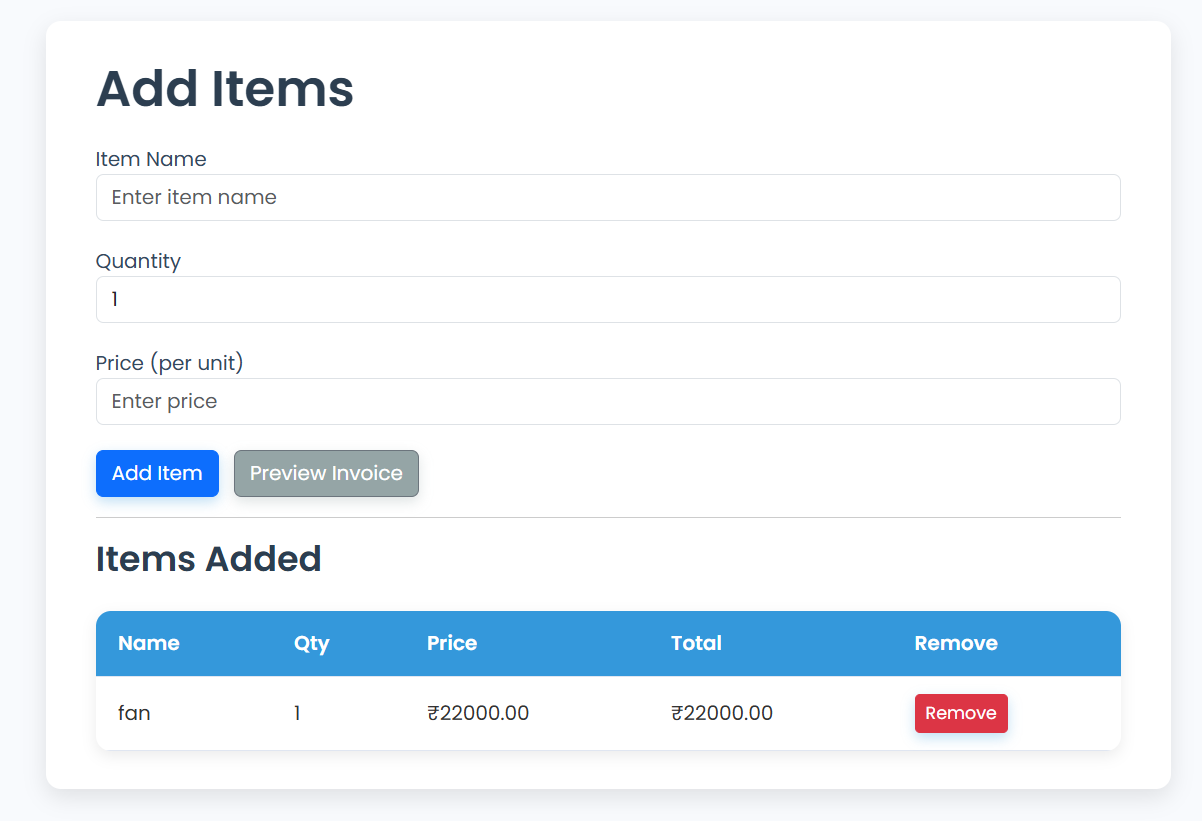 Add Items
Item Name
Enter item name
Quantity
1
Price (per unit)
Enter price
Add Item Preview Invoice
Items Added
Name Qty Price Total Remove
fan 1 ₹22000.00 ₹22000.00 Remove